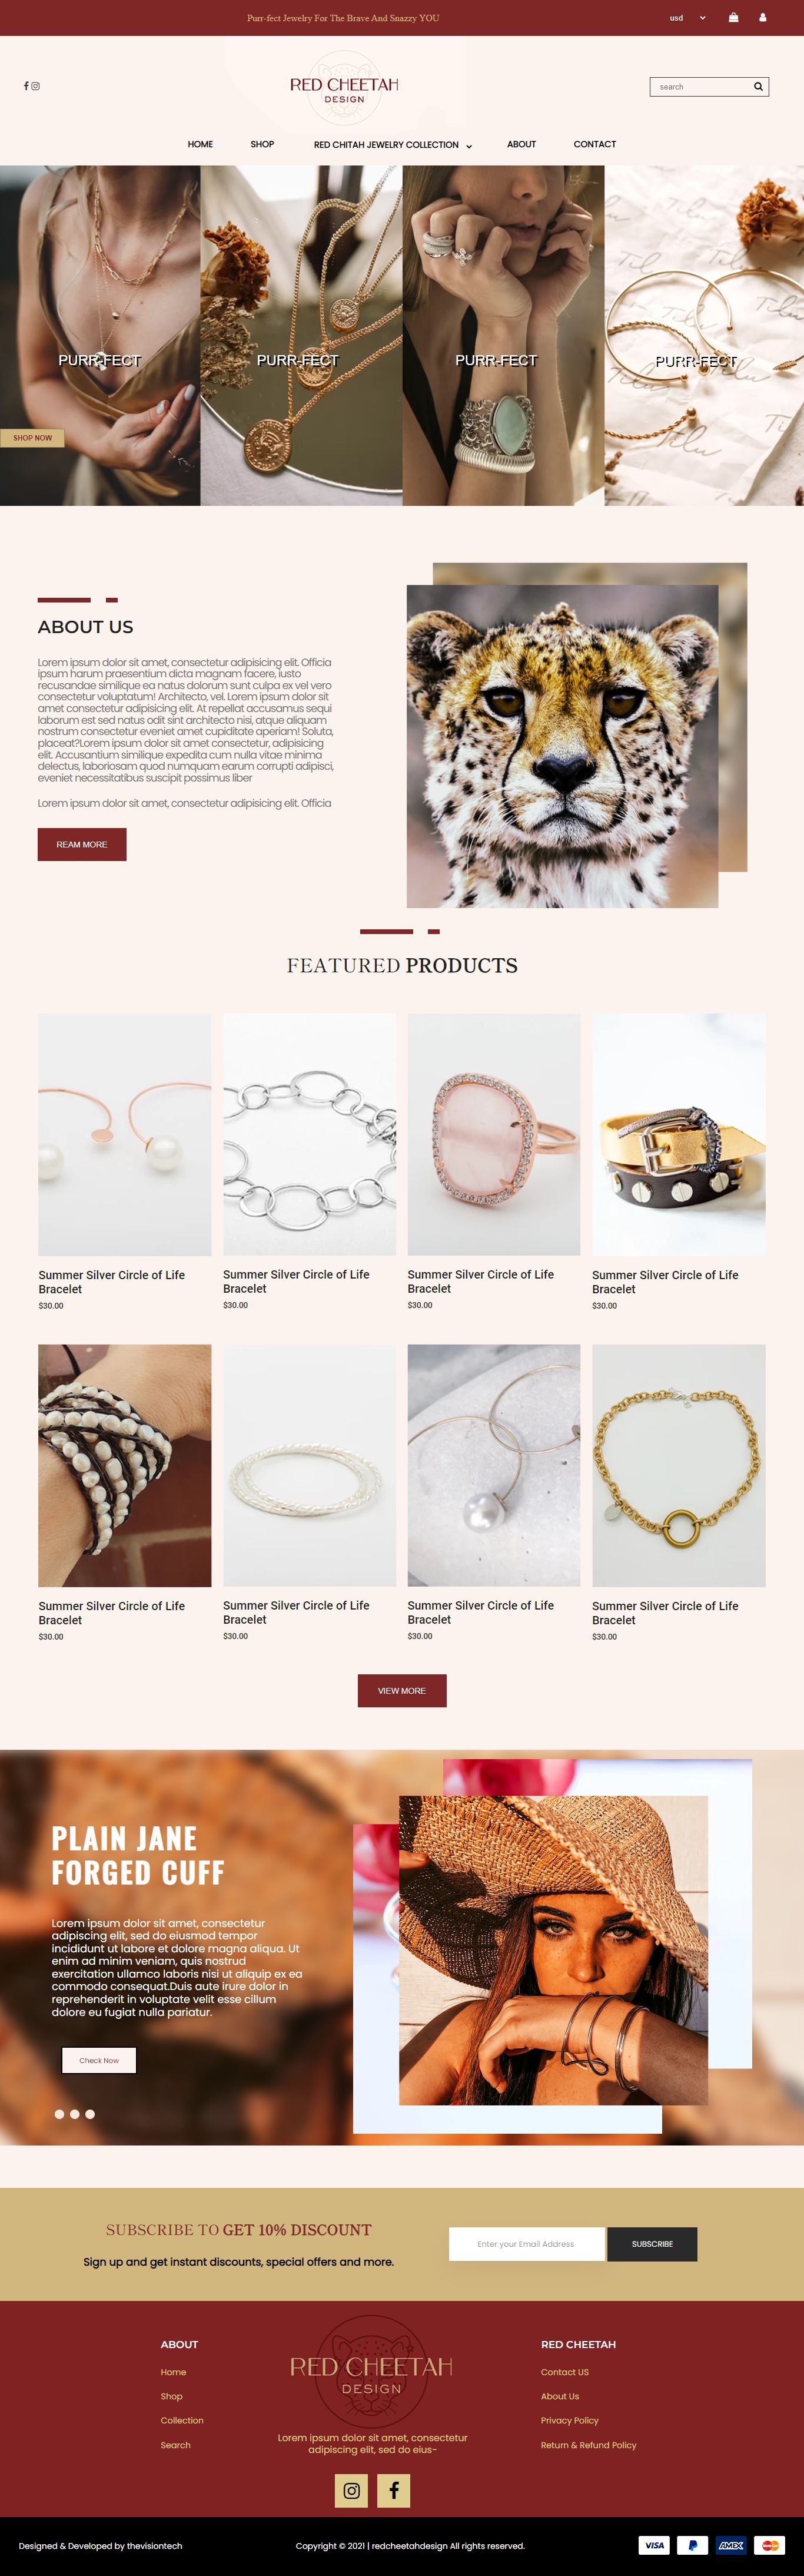 Purr-fect Jewelry For The Brave And Snazzy YOU
usd
RED CHEETAH
DESIGN
search
HOME
SHOP
RED CHITAH JEWELRY COLLECTION
ABOUT
CONTACT
PURR-FECT
PURR-FECT
PURR-FECT
PURR-FECT
SHOP NOW
ABOUT US
Lorem ipsum dolor sit amet, consectetur adipisicing elit. Officia
ipsum harum praesentium dicta magnam facere, iusto
recusandae similique ea natus dolorum sunt culpa ex vel vero
consectetur voluptatum! Architecto, vel. Lorem ipsum dolor sit
amet consectetur adipisicing elit. At repellat accusamus sequi
laborum est sed natus odit sint architecto nisi, atque aliquam
nostrum consectetur eveniet amet cupiditate aperiam! Soluta,
placeat?Lorem ipsum dolor sit amet consectetur, adipisicing
elit. Accusantium similique expedita cum nulla vitae minima
delectus, laboriosam quod numquam earum corrupti adipisci,
eveniet necessitatibus suscipit possimus liber
Lorem ipsum dolor sit amet, consectetur adipisicing elit. Officia
REAM MORE
FEATURED PRODUCTS
Summer Silver Circle of Life
Bracelet
$30.00
Summer Silver Circle of Life
Bracelet
$30.00
Summer Silver Circle of Life
Bracelet
$30.00
Summer Silver Circle of Life
Bracelet
$30.00
Summer Silver Circle of Life
Bracelet
$30.00
Summer Silver Circle of Life
Bracelet
$30.00
Summer Silver Circle of Life
Bracelet
$30.00
Summer Silver Circle of Life
Bracelet
$30.00
VIEW MORE
PLAIN JANE
FORGED CUFF
Lorem ipsum dolor sit amet, consectetur
adipiscing elit, sed do eiusmod tempor
incididunt ut labore et dolore magna aliqua. Ut
enim ad minim veniam, quis nostrud
exercitation ullamco laboris nisi ut aliquip ex ea
commodo consequat.Duis aute irure dolor in
reprehenderit in voluptate velit esse cillum
dolore eu fugiat nulla pariatur.
Check Now
SUBSCRIBE TO GET 10% DISCOUNT
Sign up and get instant discounts, special offers and more.
Enter your Email Address
SUBSCRIBE
ABOUT
Home
Shop
Collection
Search
RED CHEETAH
DESIGN
Lorem ipsum dolor sit amet, consectetur
adipiscing elit, sed do eius-
RED CHEETAH
Contact US
About Us
Privacy Policy
Return & Refund Policy
Designed & Developed by thevisiontech
Copyright © 2021 | redcheetahdesign All rights reserved.
VISA
AMEX